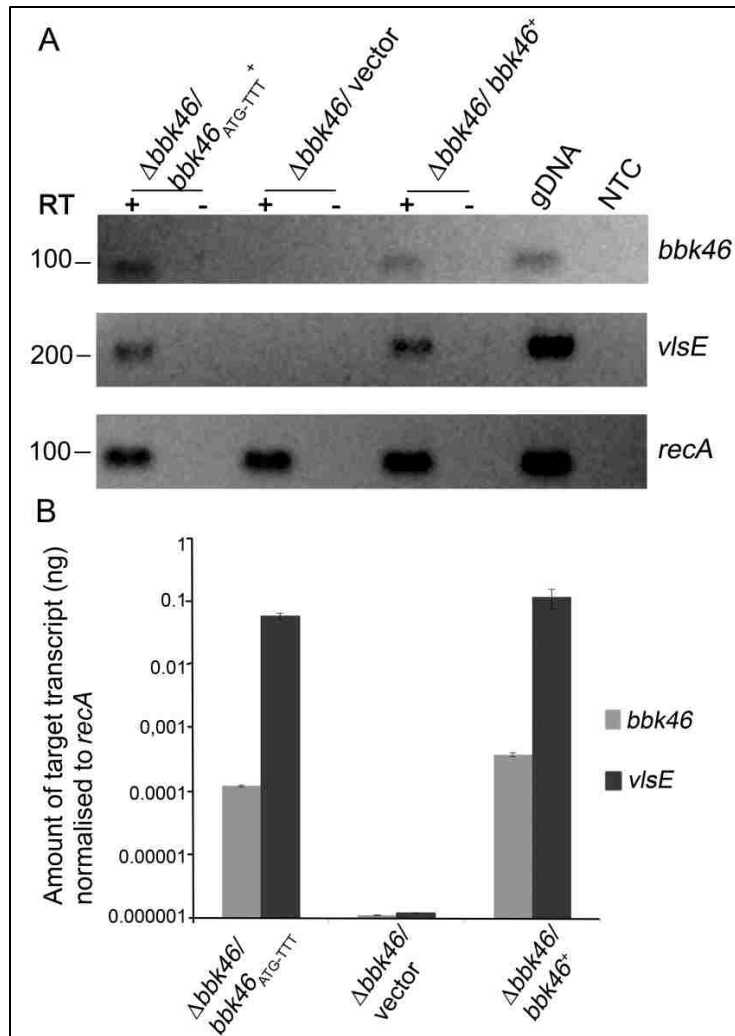 A
Δbbk46/
bbk46ATG-TTT +
Δbbk46/ vector
Δbbk46/ bbk46+
gDNA
NTC
RT + - + - + -
100
bbk46
200
vlsE
100
recA
B
Amount of target transcript (ng)
normalised to recA
1
0.1
0.01
0,001
0.0001
0.00001
0.000001
bbk46
vlsE
Δbbk46/
bbk46ATG-TTT
Δbbk46/
vector
Δbbk46/
bbk46+